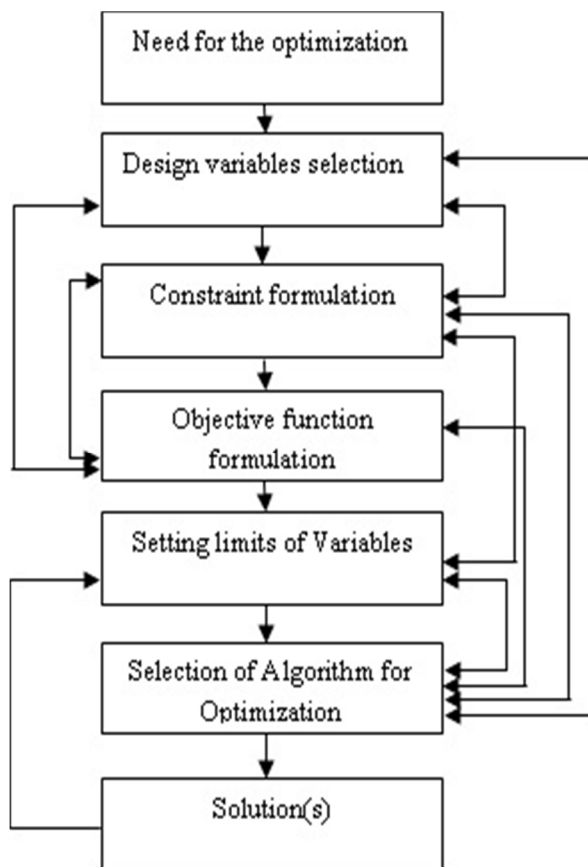 Need for the optimization
Design variables selection
Constraint formulation
Objective function
formulation
Setting limits of Variables
Selection of Algorithm for
Optimization
Solution(s)